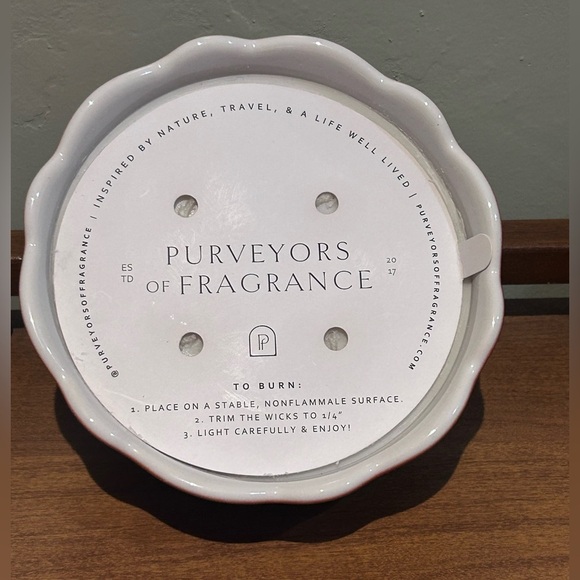 @PURVEYORSOFFRAGRANCE | INSPIRED BY NATURE, TRAVEL, & A LIFE WELL LIVED | PURVEYORSOFFRAGRANCE.COM
ES
TD
PURVEYORS
OF FRAGRANCE
20
17
P
TO BURN:
1. PLACE ON A STABLE, NONFLAMMALE SURFACE.
2. TRIM THE WICKS TO 1/4"
3. LIGHT CAREFULLY & ENJOY!